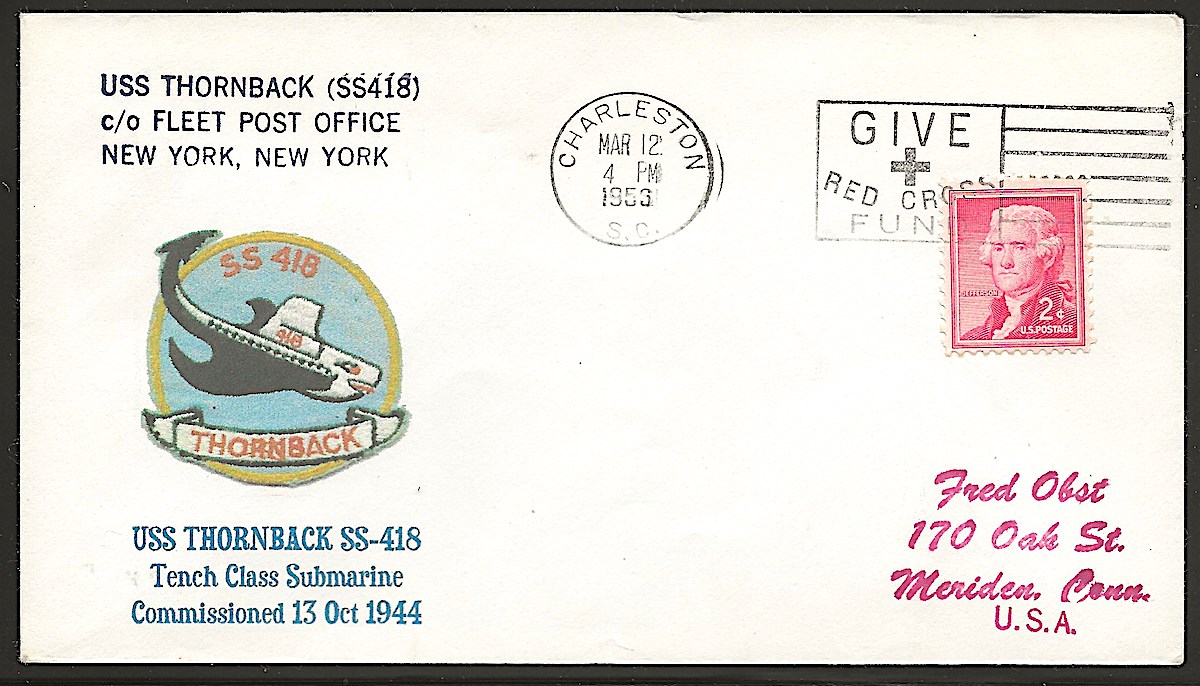 USS THORNBACK (SS418)
c/o FLEET POST OFFICE
NEW YORK, NEW YORK
CHARLESTON
MAR 12
4 PM
S.C.
GIVE
RED CROSS
FUN
JEFFERSON
2¢
U.S. POSTAGE
SS 418
418
THORNBACK
USS THORNBACK SS-418
Tench Class Submarine
Commissioned 13 Oct 1944
Fred Obst
170 Oak St.
Meriden, Conn.
U.S.A.